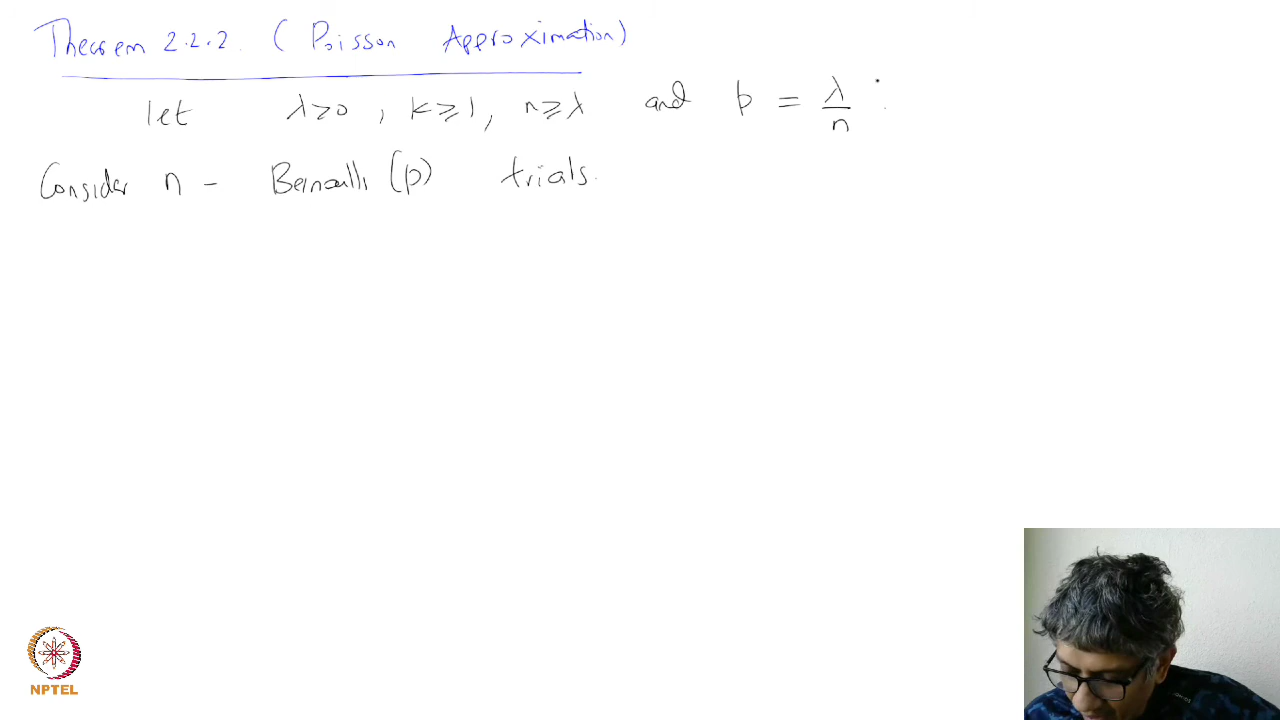 Theorem 2.2.2. (Poisson Approximation)
let λ>0, k⩾1, n⩾λ and p = λ/n :
Consider n - Bernoulli (p) trials.
NPTEL